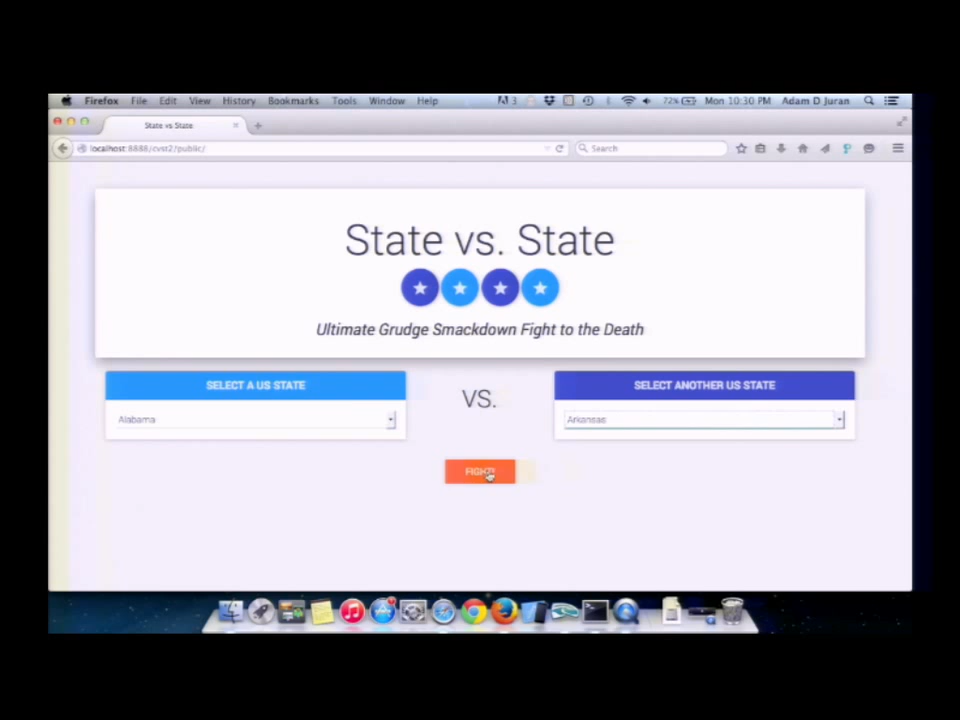 Firefox File Edit View History Bookmarks Tools Window Help 3 72% Mon 10:30 PM Adam D Juran
State vs State
localhost:8888/cvst2/public/
Search
State vs. State
Ultimate Grudge Smackdown Fight to the Death
SELECT A US STATE
VS.
SELECT ANOTHER US STATE
Alabama
Arkansas